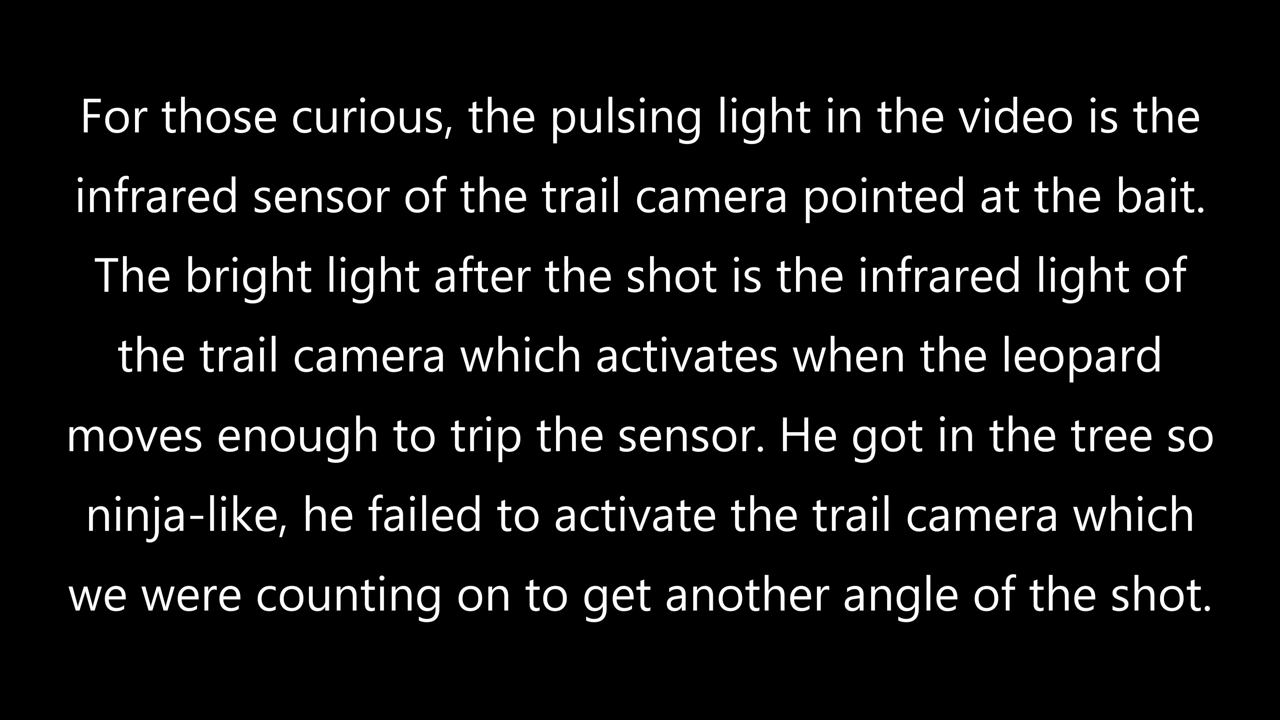 For those curious, the pulsing light in the video is the
infrared sensor of the trail camera pointed at the bait.
The bright light after the shot is the infrared light of
the trail camera which activates when the leopard
moves enough to trip the sensor. He got in the tree so
ninja-like, he failed to activate the trail camera which
we were counting on to get another angle of the shot.